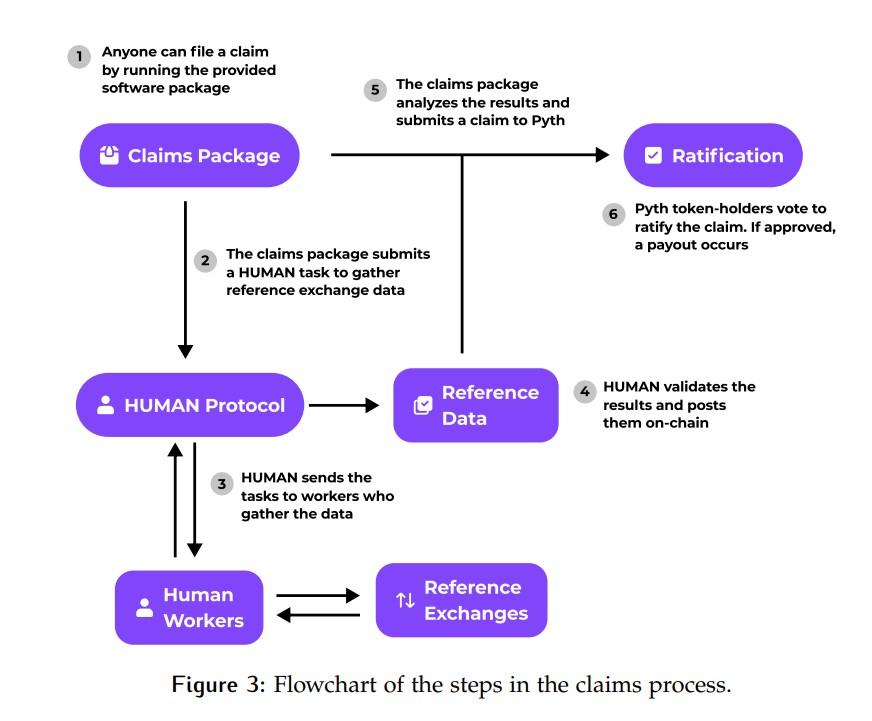 1
Anyone can file a claim
by running the provided
software package
Claims Package
5
The claims package
analyzes the results and
submits a claim to Pyth
Ratification
6
Pyth token-holders vote to
ratify the claim. If approved,
a payout occurs
2
The claims package submits
a HUMAN task to gather
reference exchange data
HUMAN Protocol
Reference
Data
4
HUMAN validates the
results and posts
them on-chain
3
HUMAN sends the
tasks to workers who
gather the data
Human
Workers
Reference
Exchanges
Figure 3: Flowchart of the steps in the claims process.